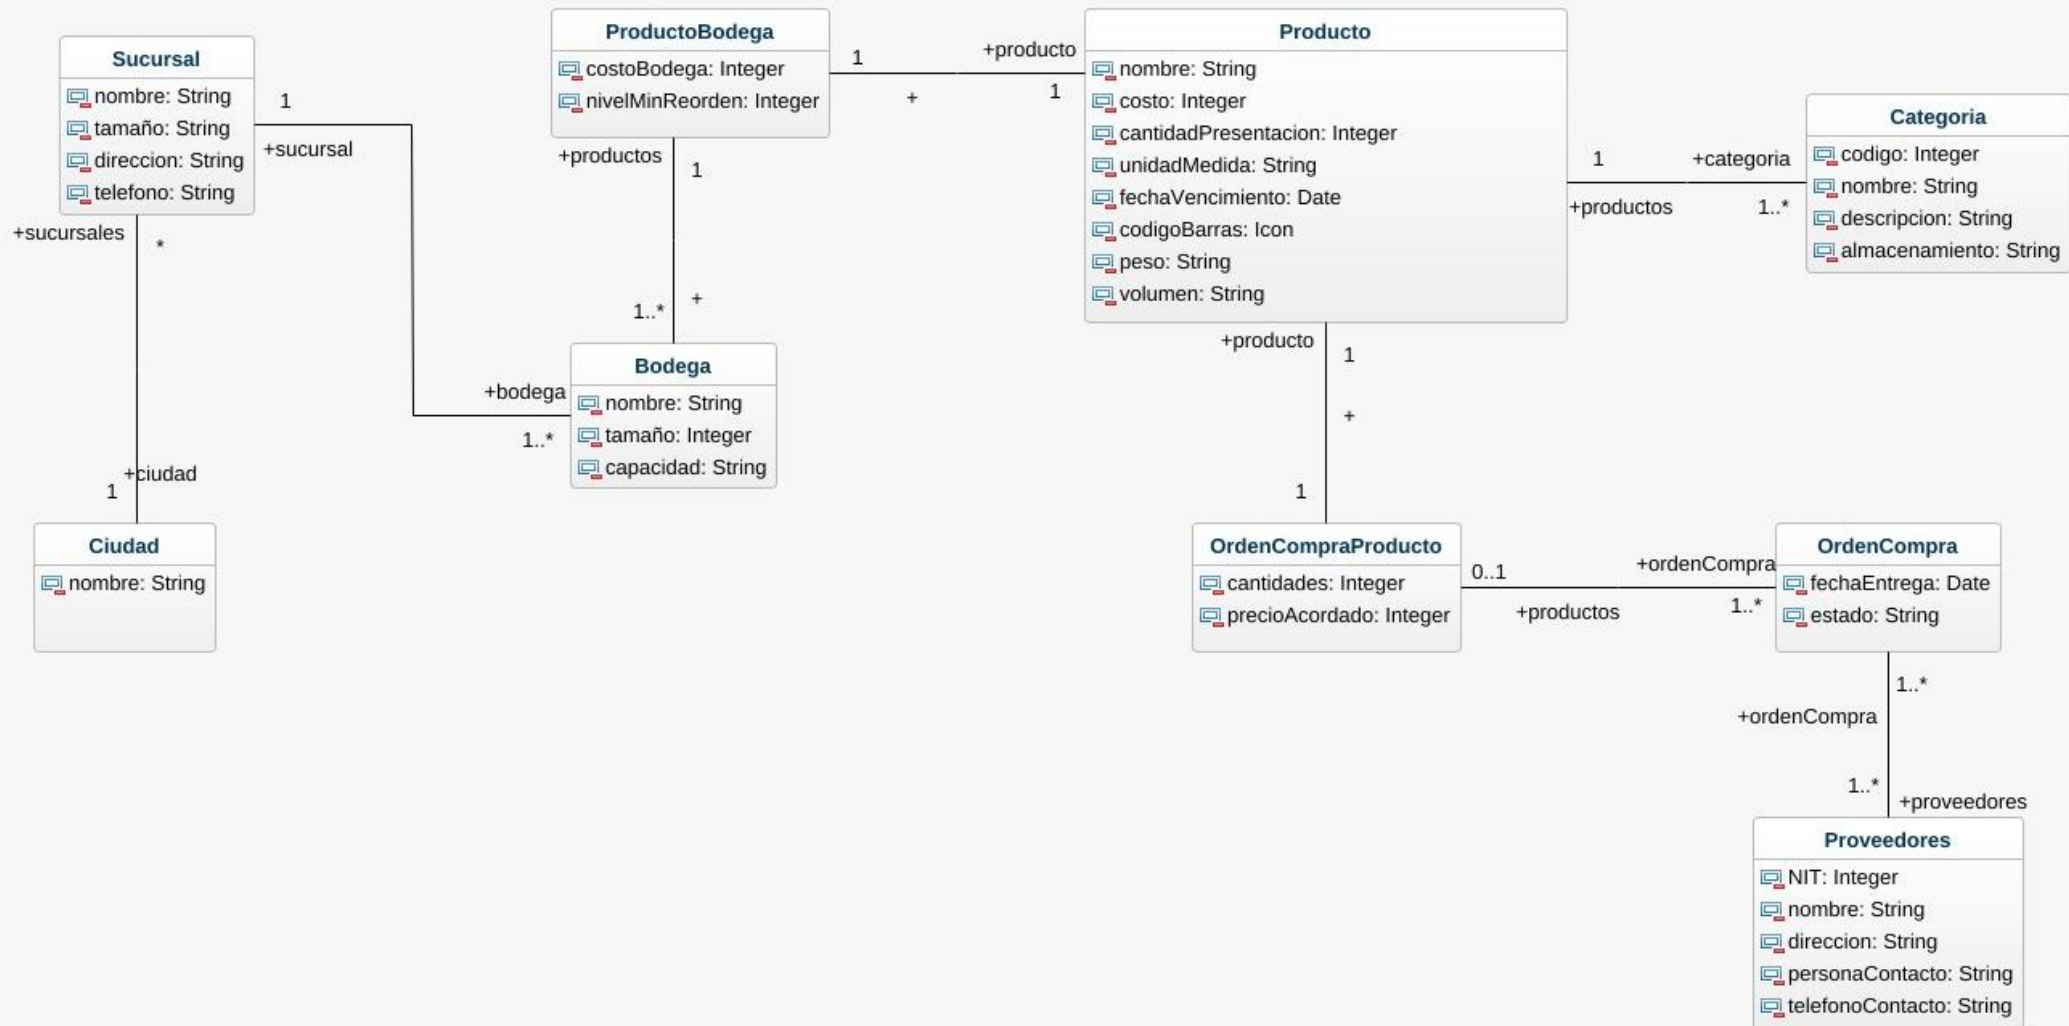 Sucursal
nombre: String
tamaño: String
direccion: String
telefono: String
1
+sucursal
+sucursales
*
+ciudad
1
Ciudad
nombre: String
ProductoBodega
costoBodega: Integer
nivelMinReorden: Integer
1
+producto
+
1
+productos
1
1..*
+
Bodega
nombre: String
tamaño: Integer
capacidad: String
+bodega
1..*
Producto
nombre: String
costo: Integer
cantidadPresentacion: Integer
unidadMedida: String
fechaVencimiento: Date
codigoBarras: Icon
peso: String
volumen: String
1
+categoria
+productos
1..*
Categoria
codigo: Integer
nombre: String
descripcion: String
almacenamiento: String
+producto
1
+
1
OrdenCompraProducto
cantidades: Integer
precioAcordado: Integer
0..1
+ordenCompra
+productos
1..*
OrdenCompra
fechaEntrega: Date
estado: String
1..*
+ordenCompra
1..*
+proveedores
Proveedores
NIT: Integer
nombre: String
direccion: String
personaContacto: String
telefonoContacto: String